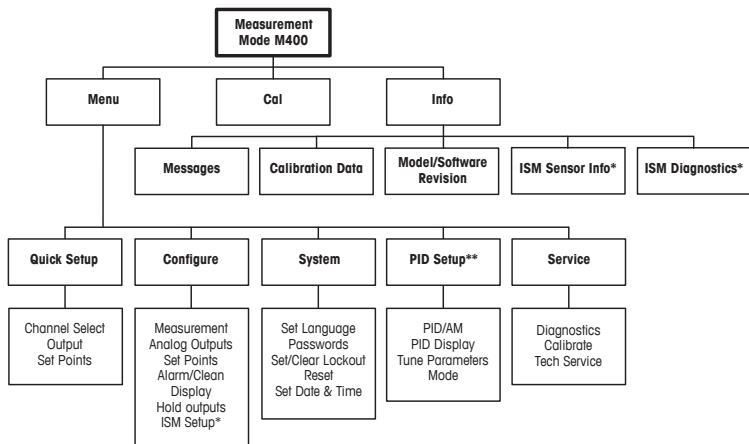 Measurement
Mode M400
Menu
Cal
Info
Messages
Calibration Data
Model/Software
Revision
ISM Sensor Info*
ISM Diagnostics*
Quick Setup
Configure
System
PID Setup**
Service
Channel Select
Output
Set Points
Measurement
Analog Outputs
Set Points
Alarm/Clean
Display
Hold outputs
ISM Setup*
Set Language
Passwords
Set/Clear Lockout
Reset
Set Date & Time
PID/AM
PID Display
Tune Parameters
Mode
Diagnostics
Calibrate
Tech Service